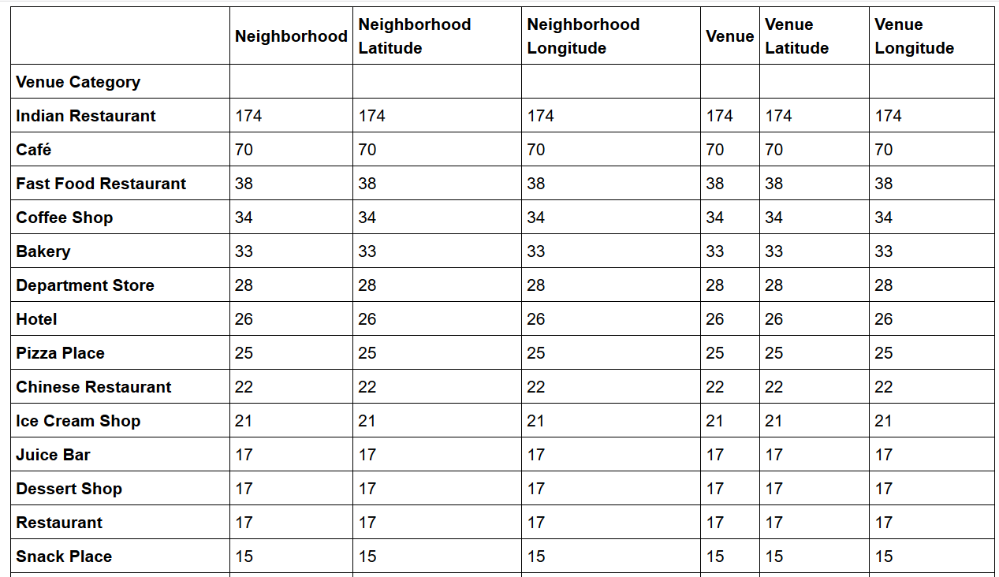 Neighborhood Neighborhood Latitude Neighborhood Longitude Venue Venue Latitude Venue Longitude
Venue Category
Indian Restaurant 174 174 174 174 174 174
Café 70 70 70 70 70 70
Fast Food Restaurant 38 38 38 38 38 38
Coffee Shop 34 34 34 34 34 34
Bakery 33 33 33 33 33 33
Department Store 28 28 28 28 28 28
Hotel 26 26 26 26 26 26
Pizza Place 25 25 25 25 25 25
Chinese Restaurant 22 22 22 22 22 22
Ice Cream Shop 21 21 21 21 21 21
Juice Bar 17 17 17 17 17 17
Dessert Shop 17 17 17 17 17 17
Restaurant 17 17 17 17 17 17
Snack Place 15 15 15 15 15 15